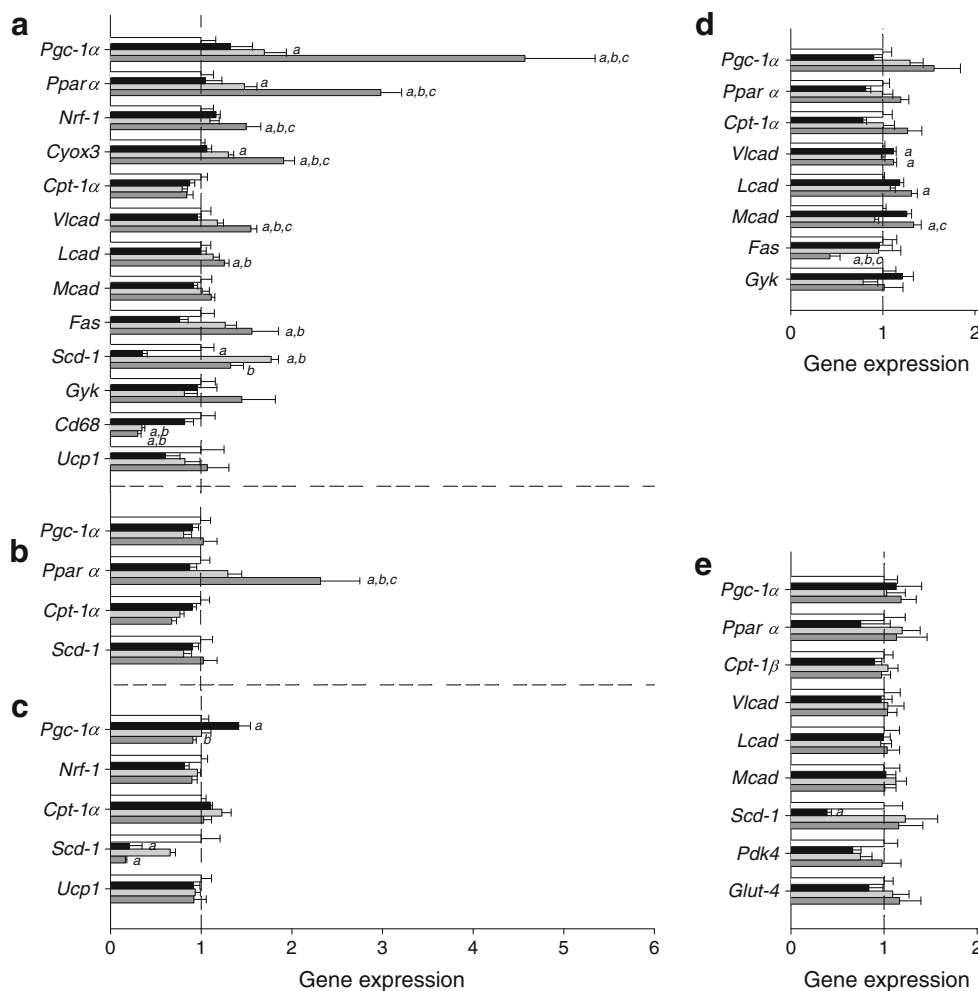 a
Pgc-1α
a
a,b,c
Ppar α
a
a,b,c
Nrf-1
a,b,c
Cyox3
a
a,b,c
Cpt-1α
Vlcad
a,b,c
Lcad
a,b
Mcad
Fas
a,b
Scd-1
a
a,b
b
Gyk
Cd68
a,b
a,b
Ucp1
b
Pgc-1α
Ppar α
a,b,c
Cpt-1α
Scd-1
c
Pgc-1α
a
b
Nrf-1
Cpt-1α
Scd-1
a
a
Ucp1
0 1 2 3 4 5 6
Gene expression
d
Pgc-1α
Ppar α
Cpt-1α
Vlcad
a
a
Lcad
a
Mcad
a,c
Fas
a,b,c
Gyk
0 1 2
Gene expression
e
Pgc-1α
Ppar α
Cpt-1β
Vlcad
Lcad
Mcad
Scd-1
a
Pdk4
Glut-4
0 1 2
Gene expression